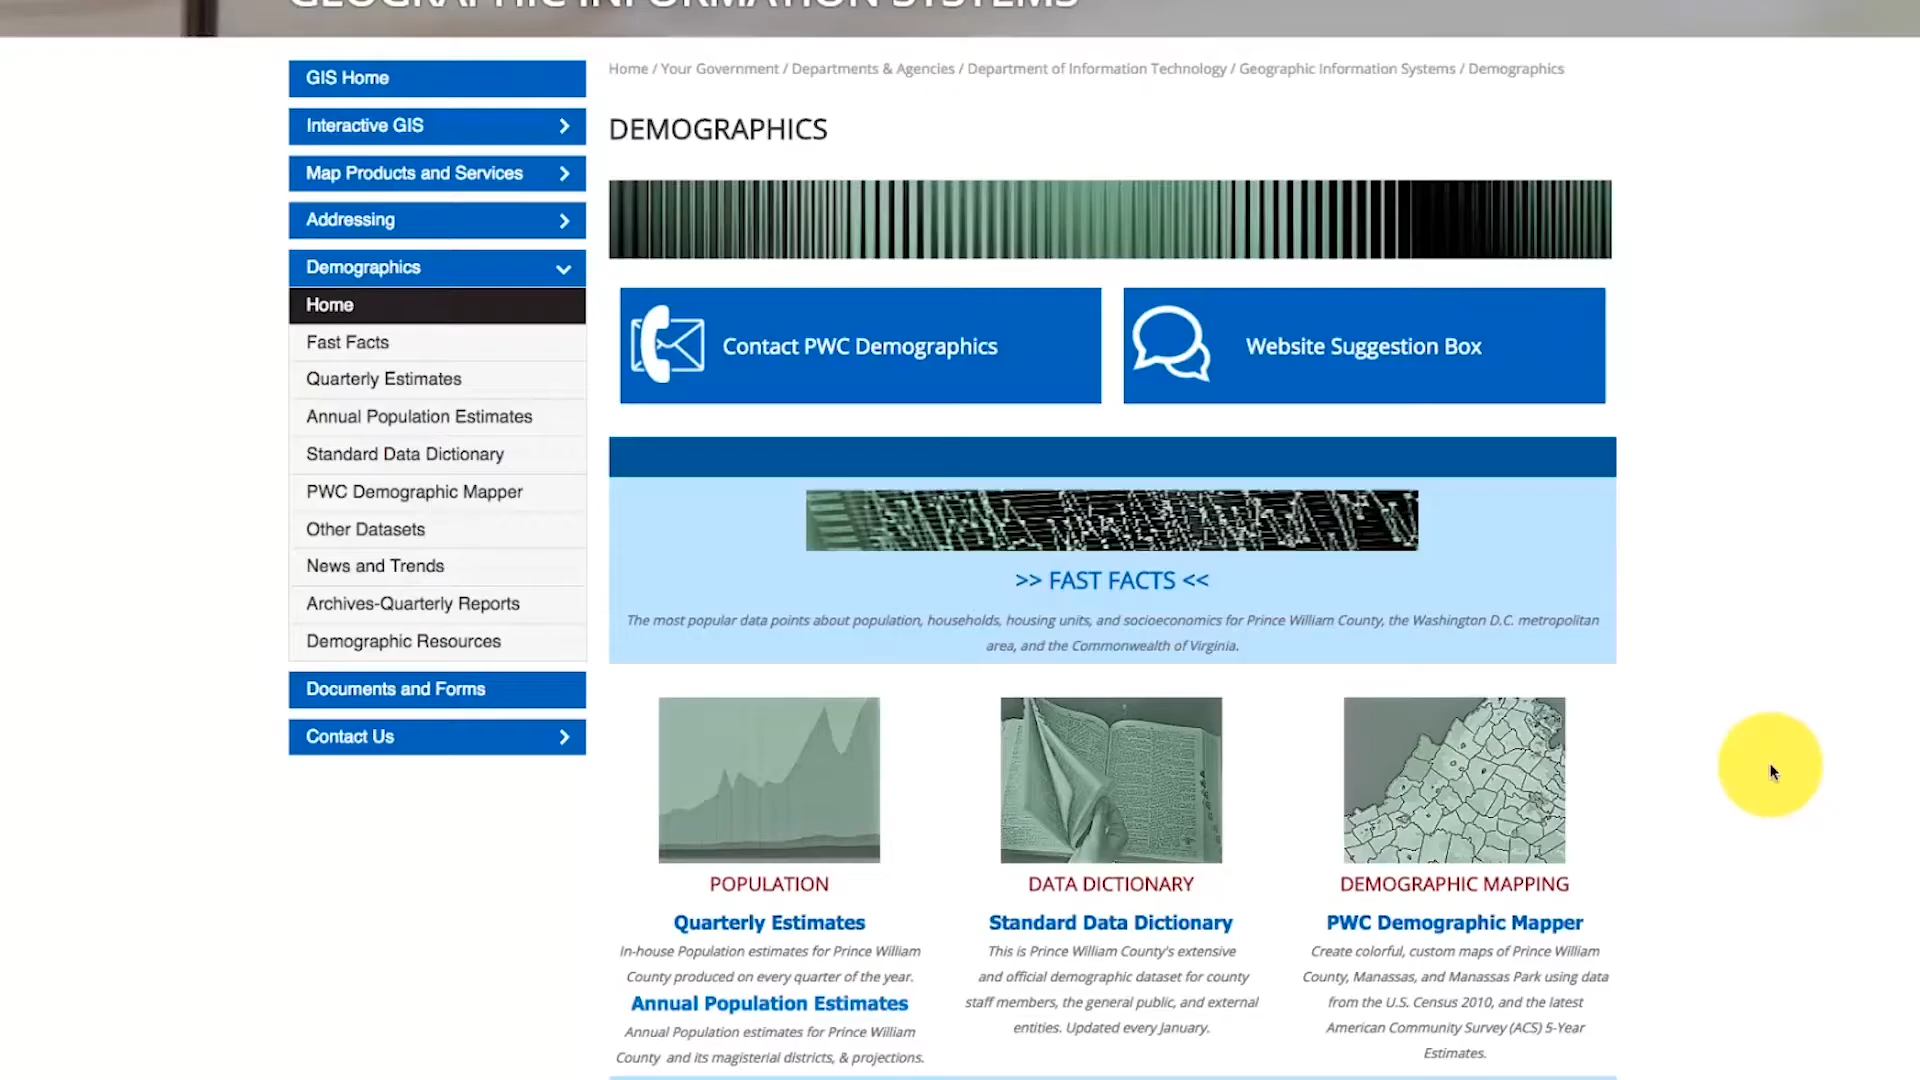 GEOGRAPHIC INFORMATION SYSTEMS
GIS Home
Interactive GIS
Map Products and Services
Addressing
Demographics
Home
Fast Facts
Quarterly Estimates
Annual Population Estimates
Standard Data Dictionary
PWC Demographic Mapper
Other Datasets
News and Trends
Archives-Quarterly Reports
Demographic Resources
Documents and Forms
Contact Us
Home / Your Government / Departments & Agencies / Department of Information Technology / Geographic Information Systems / Demographics
DEMOGRAPHICS
Contact PWC Demographics
Website Suggestion Box
>> FAST FACTS <<
The most popular data points about population, households, housing units, and socioeconomics for Prince William County, the Washington D.C. metropolitan
area, and the Commonwealth of Virginia.
POPULATION
Quarterly Estimates
In-house Population estimates for Prince William
County produced on every quarter of the year.
Annual Population Estimates
Annual Population estimates for Prince William
County and its magisterial districts, & projections.
DATA DICTIONARY
Standard Data Dictionary
This is Prince William County's extensive
and official demographic dataset for county
staff members, the general public, and external
entities. Updated every January.
DEMOGRAPHIC MAPPING
PWC Demographic Mapper
Create colorful, custom maps of Prince William
County, Manassas, and Manassas Park using data
from the U.S. Census 2010, and the latest
American Community Survey (ACS) 5-Year
Estimates.